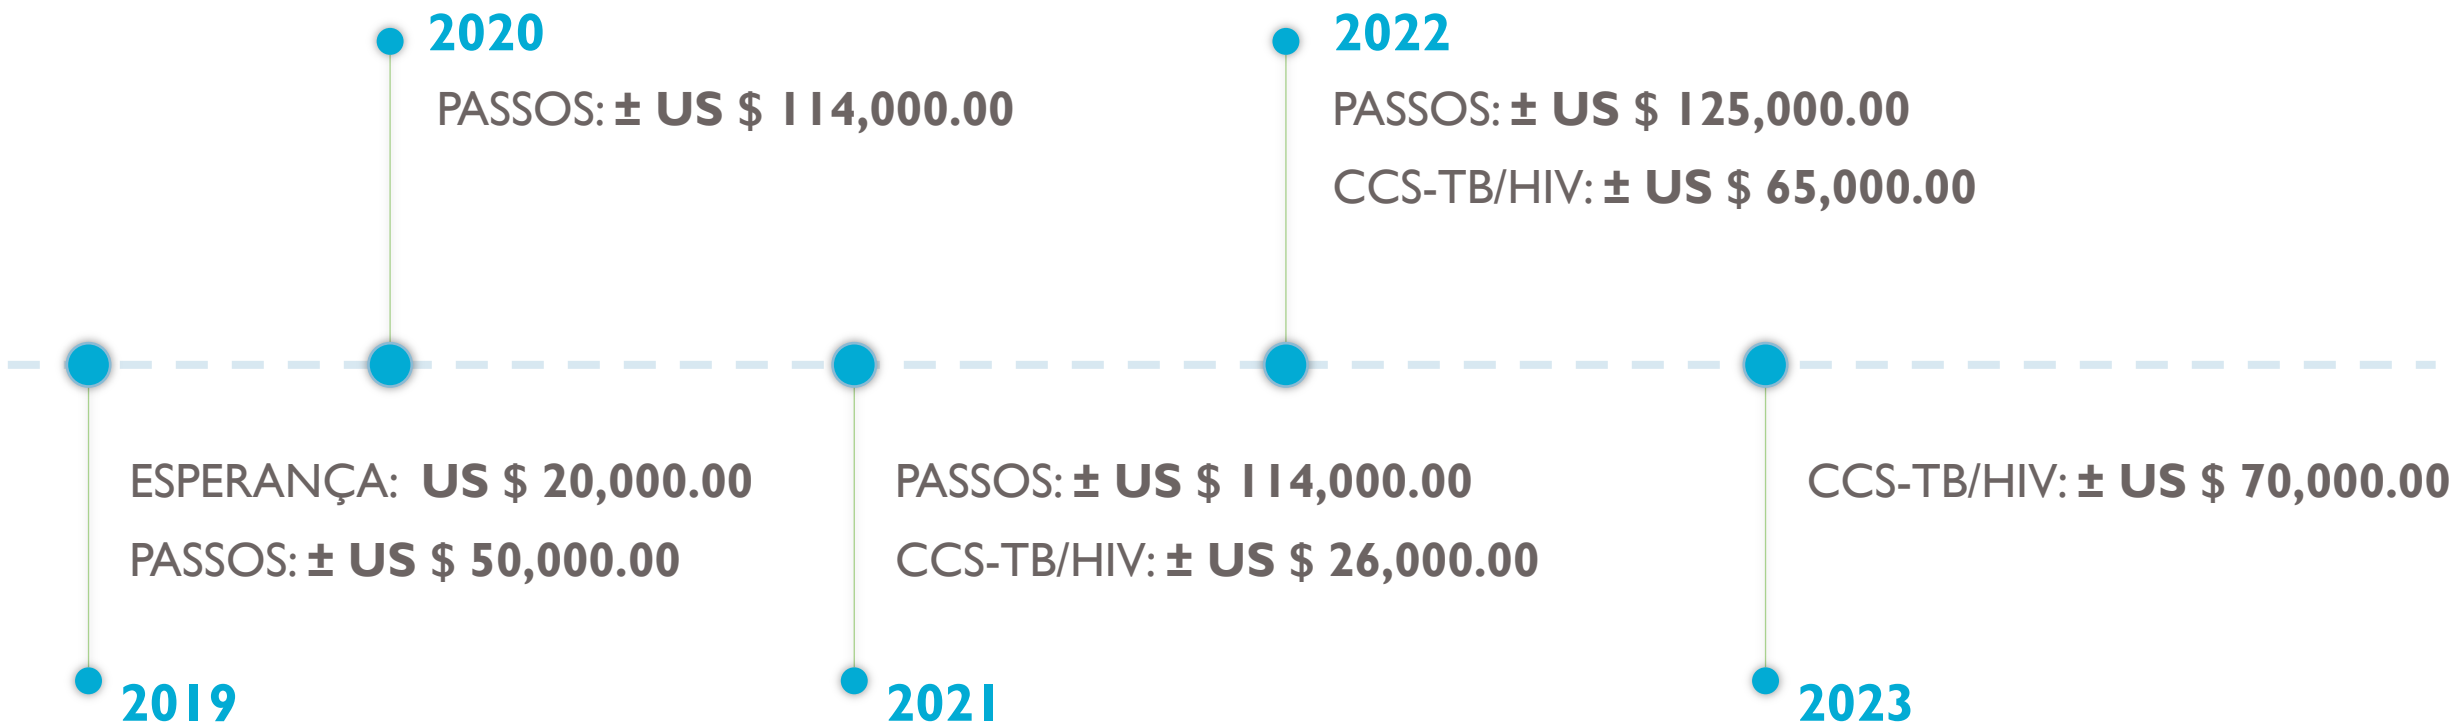 2020
PASSOS: ± US $ 114,000.00
2022
PASSOS: ± US $ 125,000.00
CCS-TB/HIV: ± US $ 65,000.00
ESPERANÇA: US $ 20,000.00
PASSOS: ± US $ 50,000.00
2019
PASSOS: ± US $ 114,000.00
CCS-TB/HIV: ± US $ 26,000.00
2021
CCS-TB/HIV: ± US $ 70,000.00
2023